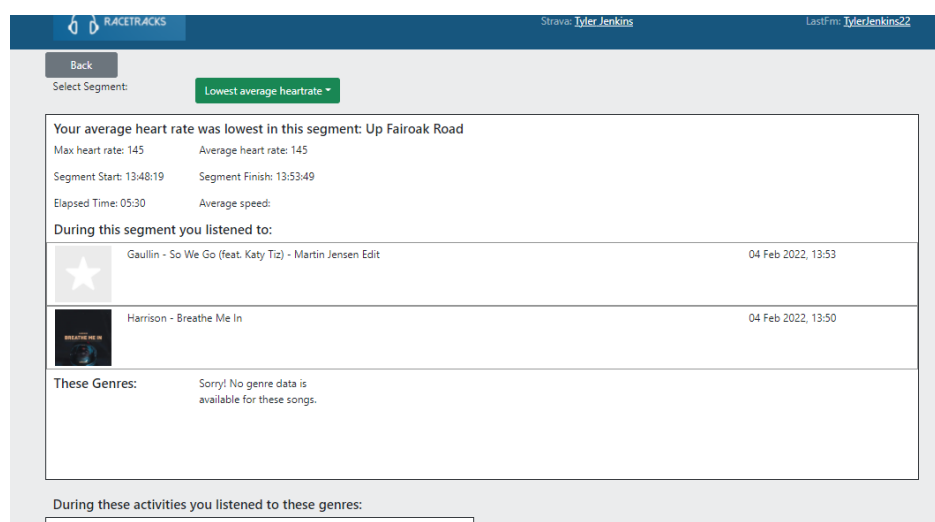 RACETRACKS
Strava: Tyler Jenkins
LastFm: TylerJenkins22
Back
Select Segment:
Lowest average heartrate
Your average heart rate was lowest in this segment: Up Fairoak Road
Max heart rate: 145 Average heart rate: 145
Segment Start: 13:48:19 Segment Finish: 13:53:49
Elapsed Time: 05:30 Average speed:
During this segment you listened to:
Gaullin - So We Go (feat. Katy Tiz) - Martin Jensen Edit 04 Feb 2022, 13:53
BREATHE ME IN
Harrison - Breathe Me In 04 Feb 2022, 13:50
These Genres: Sorry! No genre data is
available for these songs.
During these activities you listened to these genres: